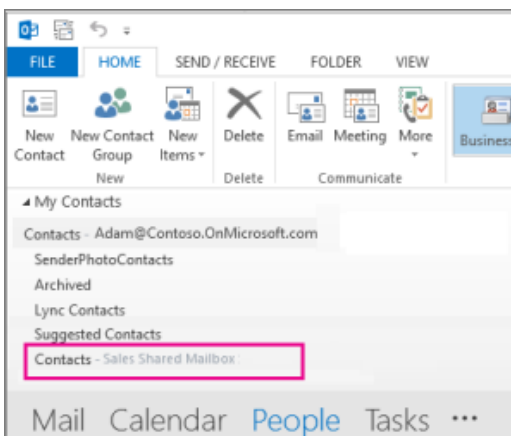 FILE HOME SEND / RECEIVE FOLDER VIEW
New Contact New Contact Group New Items Delete Email Meeting More Business
New Delete Communicate
My Contacts
Contacts - Adam@Contoso.OnMicrosoft.com
SenderPhotoContacts
Archived
Lync Contacts
Suggested Contacts
Contacts - Sales Shared Mailbox
Mail Calendar People Tasks ...